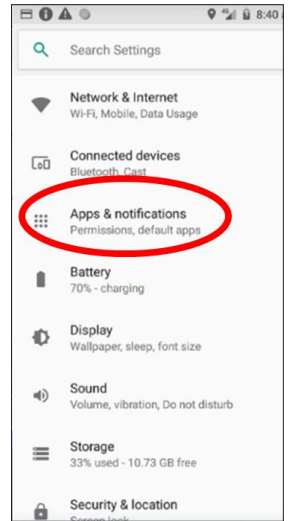 8:40
Search Settings
Network & Internet
Wi-Fi, Mobile, Data Usage
Connected devices
Bluetooth, Cast
Apps & notifications
Permissions, default apps
Battery
70% - charging
Display
Wallpaper, sleep, font size
Sound
Volume, vibration, Do not disturb
Storage
33% used - 10.73 GB free
Security & location
Screen lock